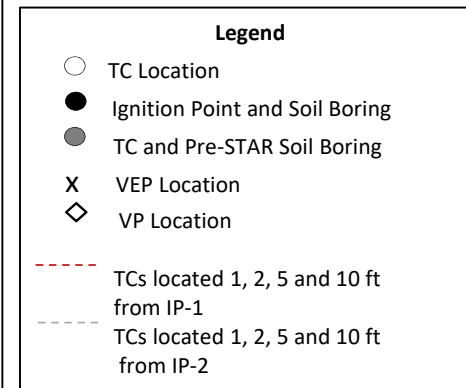 Legend
TC Location
Ignition Point and Soil Boring
TC and Pre-STAR Soil Boring
X VEP Location
VP Location
TCs located 1, 2, 5 and 10 ft
from IP-1
TCs located 1, 2, 5 and 10 ft
from IP-2